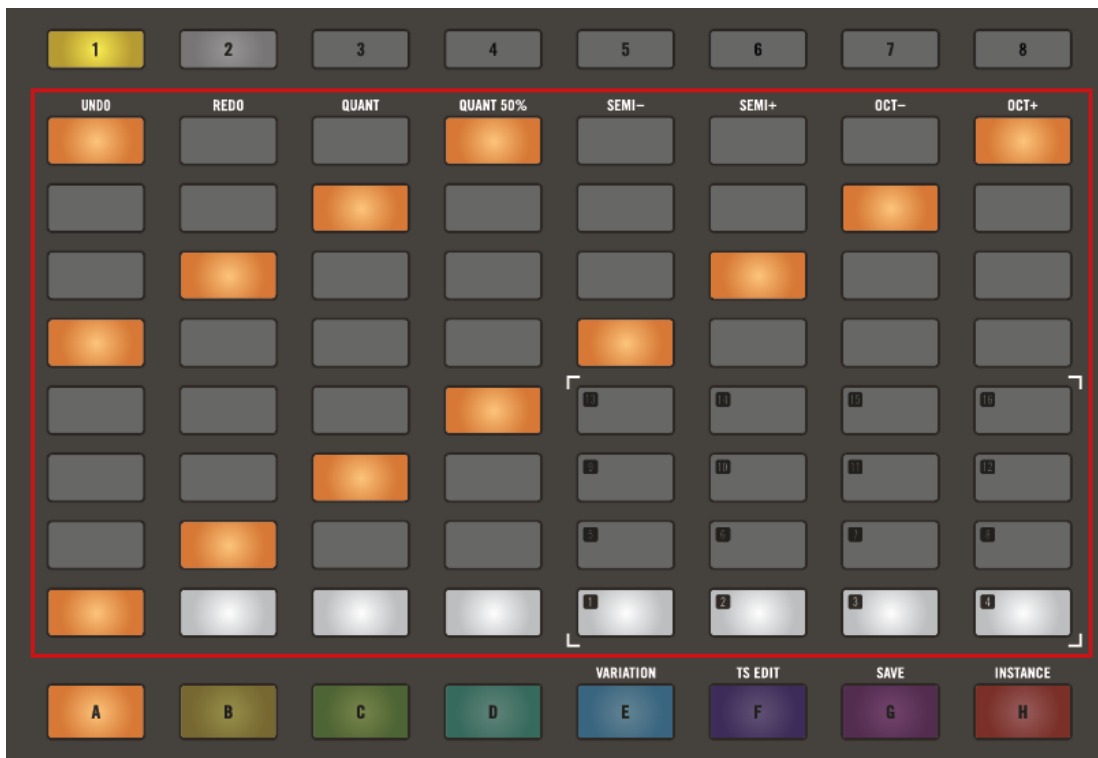 1 2 3 4 5 6 7 8
UNDO REDO QUANT QUANT 50% SEMI– SEMI+ OCT– OCT+
13 14 15 16
9 10 11 12
5 6 7 8
1 2 3 4
VARIATION TS EDIT SAVE INSTANCE
A B C D E F G H